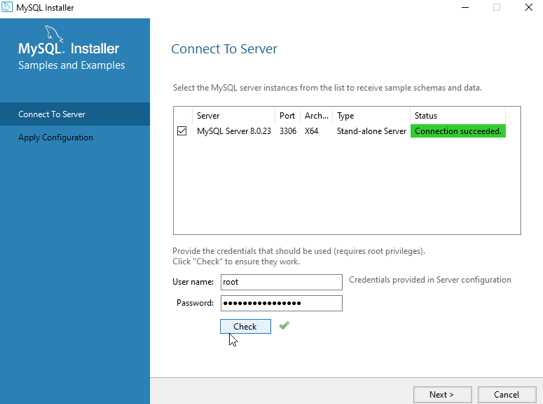 MySQL Installer
MySQL. Installer
Samples and Examples
Connect To Server
Apply Configuration
Connect To Server
Select the MySQL server instances from the list to receive sample schemas and data.
Server Port Arch... Type Status
MySQL Server 8.0.23 3306 X64 Stand-alone Server Connection succeeded.
Provide the credentials that should be used (requires root privileges).
Click "Check" to ensure they work.
User name: root Credentials provided in Server configuration
Password: ●●●●●●●●●●●●●●●●
Check
Next > Cancel